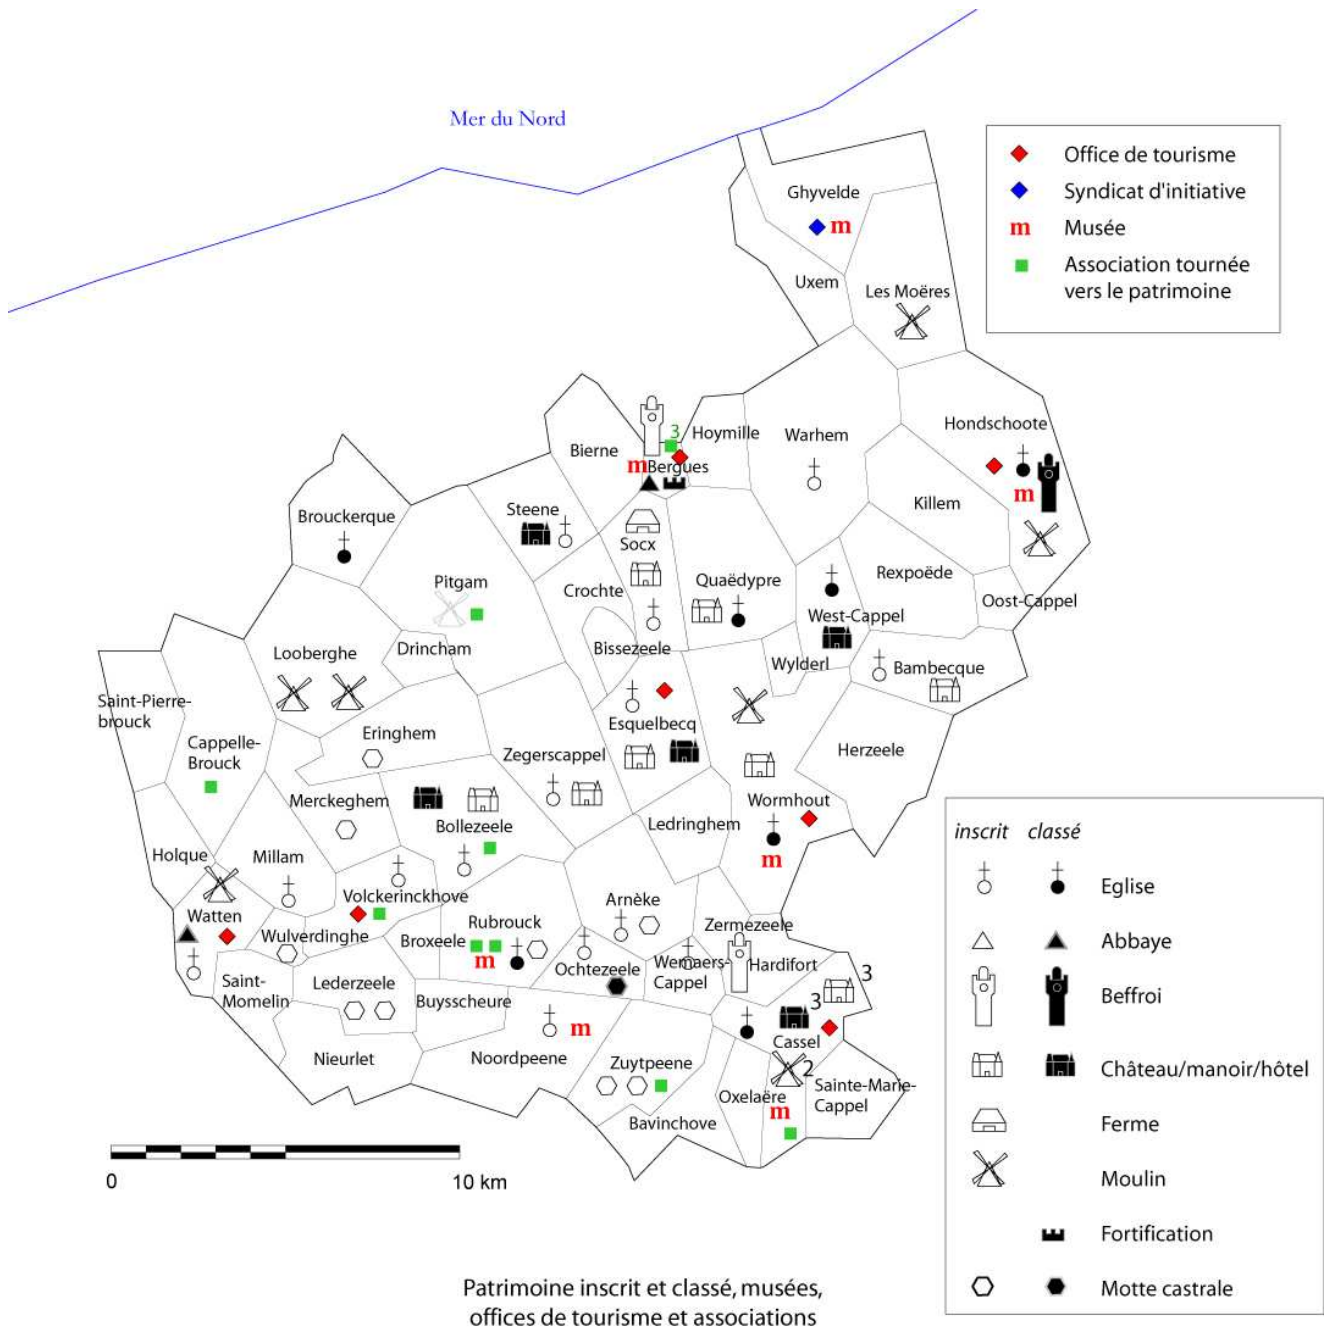 Mer du Nord
Office de tourisme
Syndicat d'initiative
m Musée
Association tournée
vers le patrimoine
Ghyvelde
m
Uxem
Les Moëres
Hondschoote
m
Hoymille
Warhem
3
Bierne
m Bergues
Killem
Steene
Brouckerque
Socx
Pitgam
Crochte
Quaëdypre
Rexpoëde
Oost-Cappel
West-Cappel
Drincham
Looberghe
Bissezeele
Wylderl
Bambecque
Saint-Pierre-
brouck
Eringhem
Esquelbecq
Cappelle-
Brouck
Zegerscappel
Herzeele
Merckeghem
Wormhout
m
Bollezeele
Ledringhem
Holque
Millam
Volckerinckhove
Arnèke
Watten
Rubrouck
m
Zermezeele
Wulverdinghe
Broxeele
Ochtezeele
Wemaers-
Cappel
Hardifort
3
Saint-
Momelin
Lederzeele
Buysscheure
3
Cassel
Nieurlet
Noordpeene
m
Zuytpeene
2
Oxelaëre
m
Sainte-Marie-
Cappel
Bavinchove
0 10 km
inscrit classé
Eglise
Abbaye
Beffroi
Château/manoir/hôtel
Ferme
Moulin
Fortification
Motte castrale
Patrimoine inscrit et classé, musées,
offices de tourisme et associations